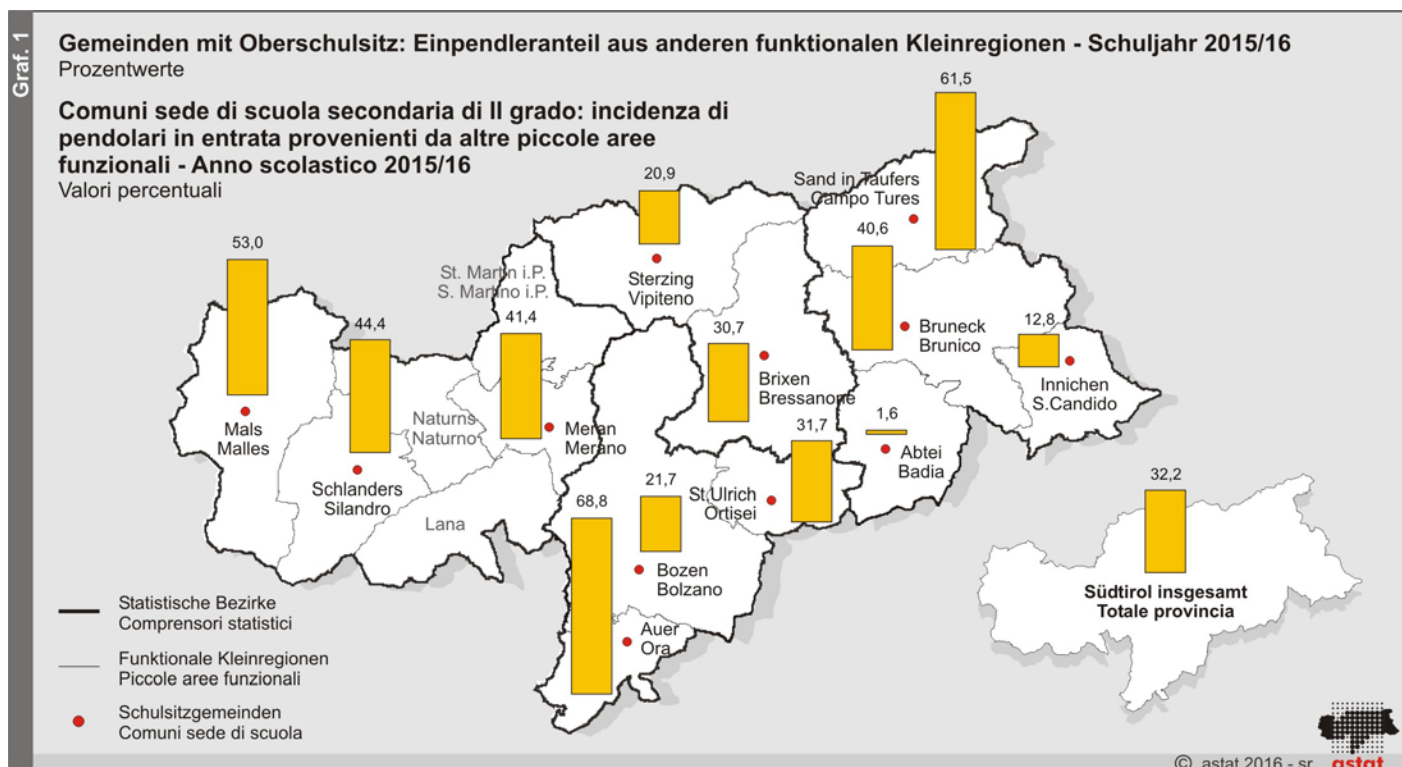 Graf. 1
Gemeinden mit Oberschulsitz: Einpendleranteil aus anderen funktionalen Kleinregionen - Schuljahr 2015/16
Prozentwerte
Comuni sede di scuola secondaria di II grado: incidenza di
pendolari in entrata provenienti da altre piccole aree
funzionali - Anno scolastico 2015/16
Valori percentuali
61,5
20,9
Sand in Taufers
Campo Tures
40,6
53,0
St. Martin i.P.
S. Martino i.P.
Sterzing
Vipiteno
44,4
41,4
30,7
Bruneck
Brunico
12,8
Brixen
Bressanone
Innichen
S.Candido
Mals
Malles
Naturns
Naturno
Meran
Merano
31,7
1,6
Abtei
Badia
Schlanders
Silandro
Lana
68,8
21,7
St.Ulrich
Ortisei
32,2
Bozen
Bolzano
Südtirol insgesamt
Totale provincia
Auer
Ora
Statistische Bezirke
Comprensori statistici
Funktionale Kleinregionen
Piccole aree funzionali
Schulsitzgemeinden
Comuni sede di scuola
© astat 2016 - sr
astat